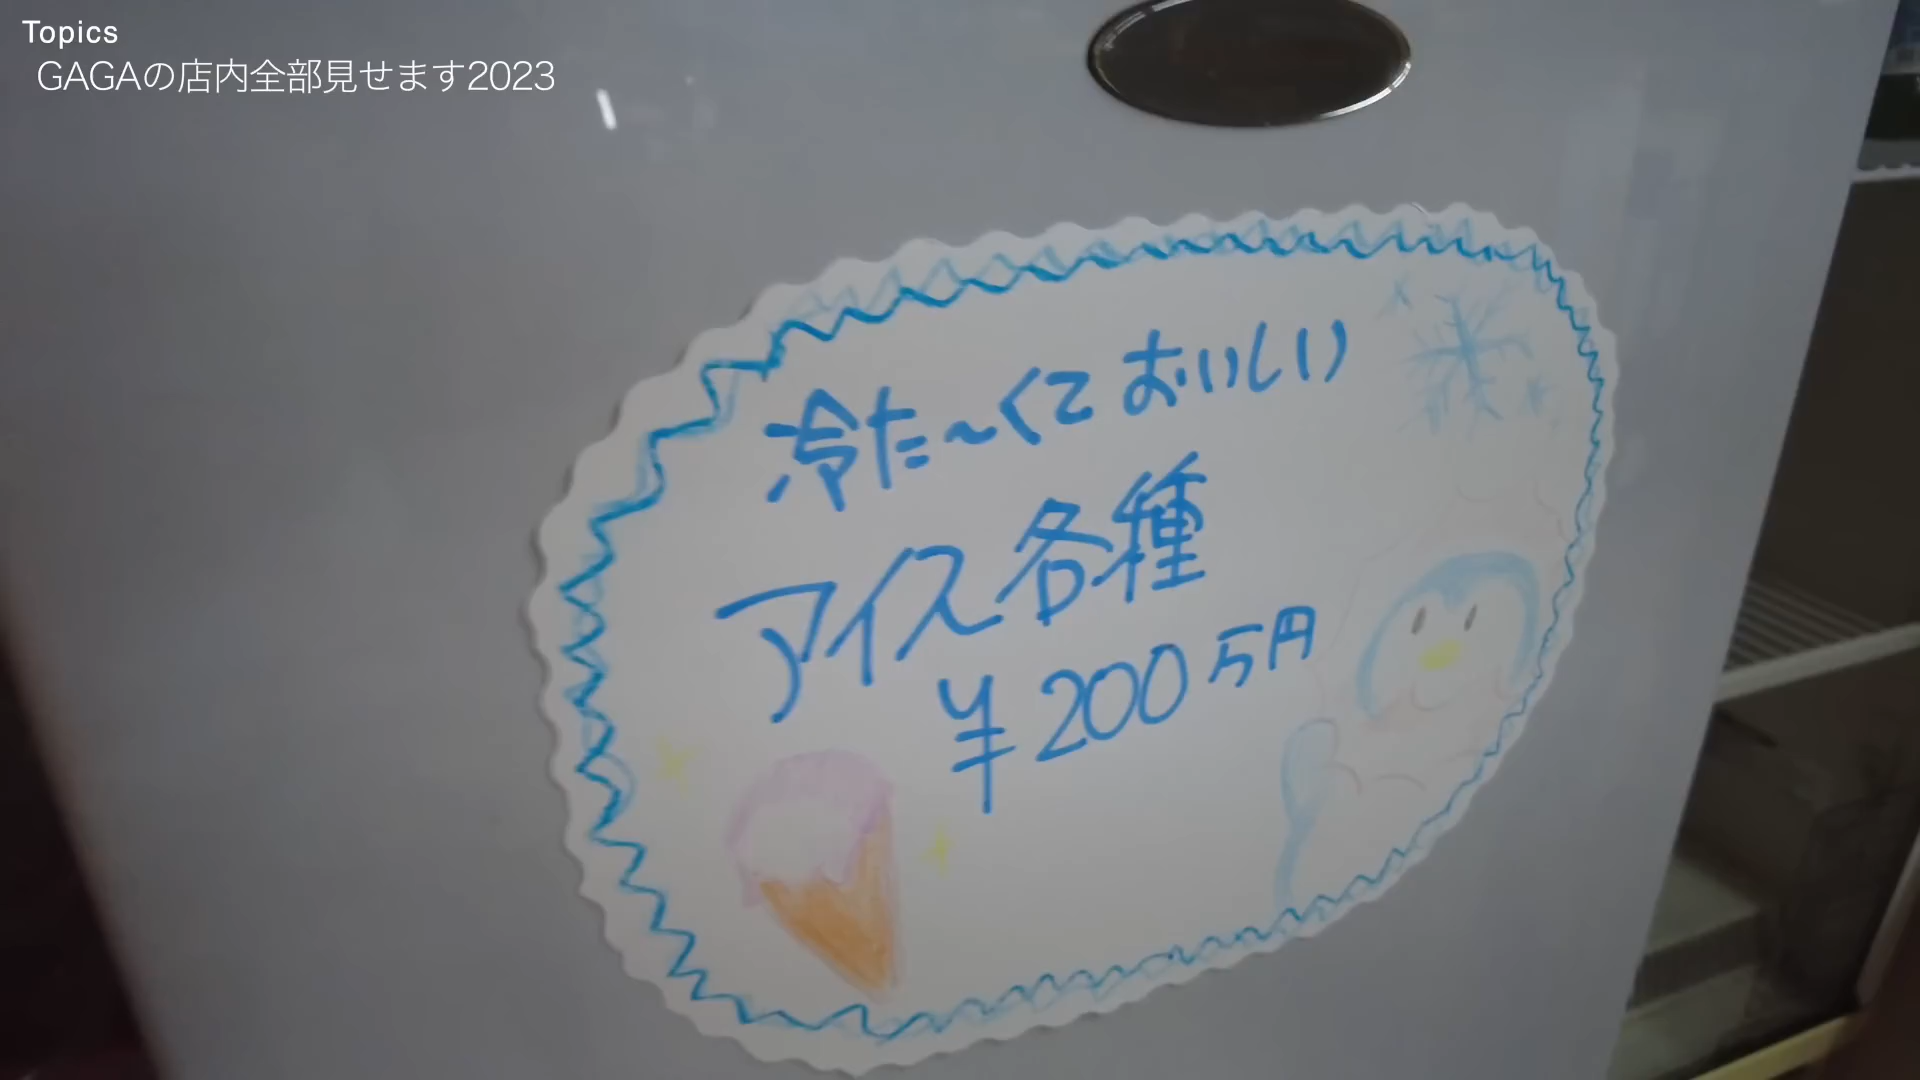 Topics
GAGAの店内全部見せます2023
冷た〜くておいしい
アイス各種
¥200万円